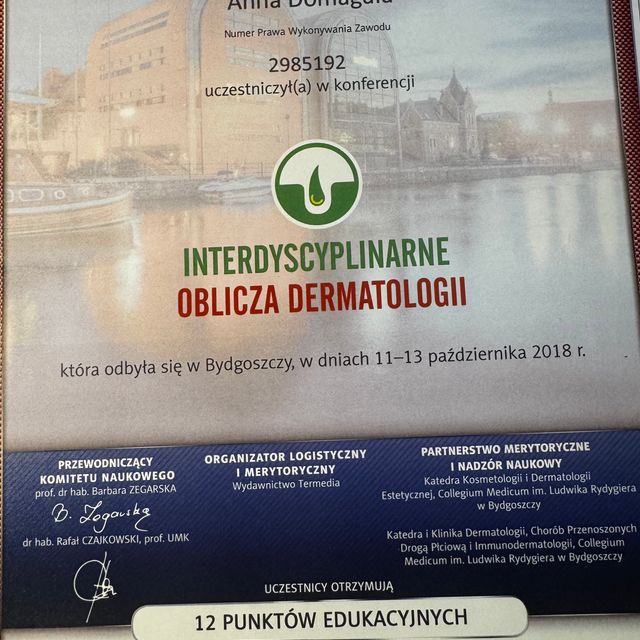 Anna Domagała
Numer Prawa Wykonywania Zawodu
2985192
uczestniczył(a) w konferencji
INTERDYSCYPLINARNE
OBLICZA DERMATOLOGII
która odbyła się w Bydgoszczy, w dniach 11–13 października 2018 r.
PRZEWODNICZĄCY
KOMITETU NAUKOWEGO
prof. dr hab. Barbara ZEGARSKA
B. Zegarska
dr hab. Rafał CZAJKOWSKI, prof. UMK
ORGANIZATOR LOGISTYCZNY
I MERYTORYCZNY
Wydawnictwo Termedia
PARTNERSTWO MERYTORYCZNE
I NADZÓR NAUKOWY
Katedra Kosmetologii i Dermatologii
Estetycznej, Collegium Medicum im. Ludwika Rydygiera
w Bydgoszczy
Katedra i Klinika Dermatologii, Chorób Przenoszonych
Drogą Płciową i Immunodermatologii, Collegium
Medicum im. Ludwika Rydygiera w Bydgoszczy
UCZESTNICY OTRZYMUJĄ
12 PUNKTÓW EDUKACYJNYCH